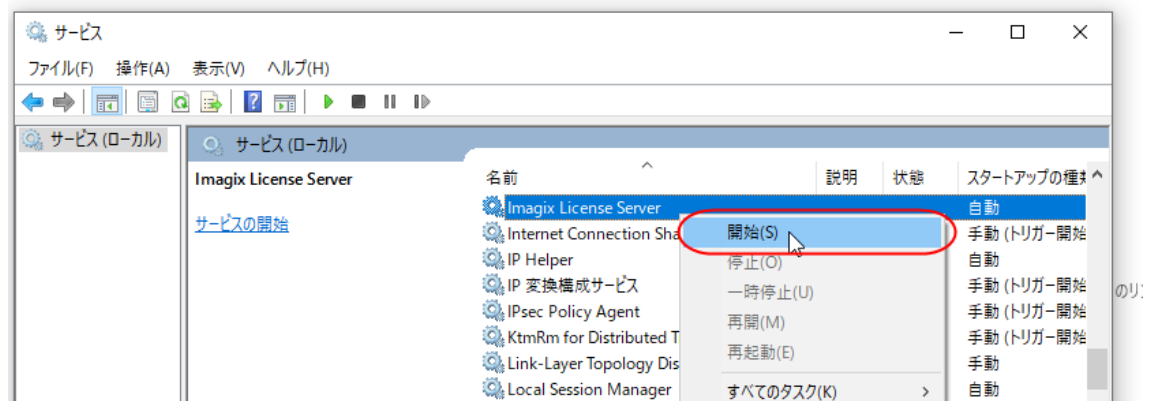 サービス
ファイル(F) 操作(A) 表示(V) ヘルプ(H)
サービス (ローカル)
サービス (ローカル)
Imagix License Server
サービスの開始
名前 説明 状態 スタートアップの種類
Imagix License Server 自動
Internet Connection Sha 手動 (トリガー開始
IP Helper 自動
IP 変換構成サービス 手動 (トリガー開始
IPsec Policy Agent 手動 (トリガー開始
KtmRm for Distributed T 手動 (トリガー開始
Link-Layer Topology Dis 手動
Local Session Manager 自動
開始(S)
停止(O)
一時停止(U)
再開(M)
再起動(E)
すべてのタスク(K)
のリン